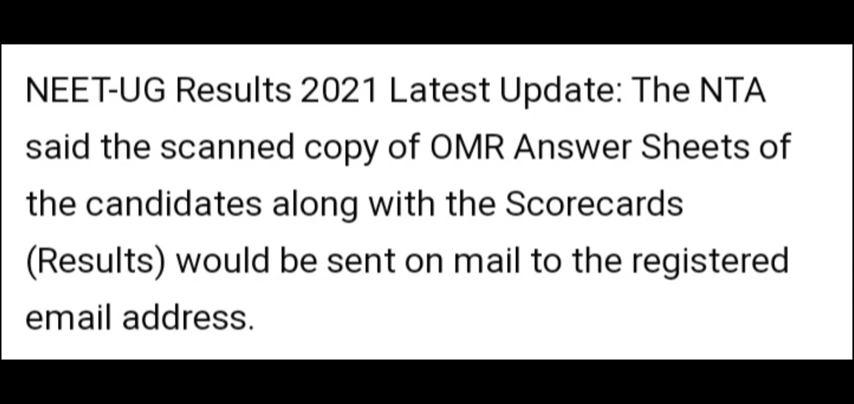 NEET-UG Results 2021 Latest Update: The NTA
said the scanned copy of OMR Answer Sheets of
the candidates along with the Scorecards
(Results) would be sent on mail to the registered
email address.